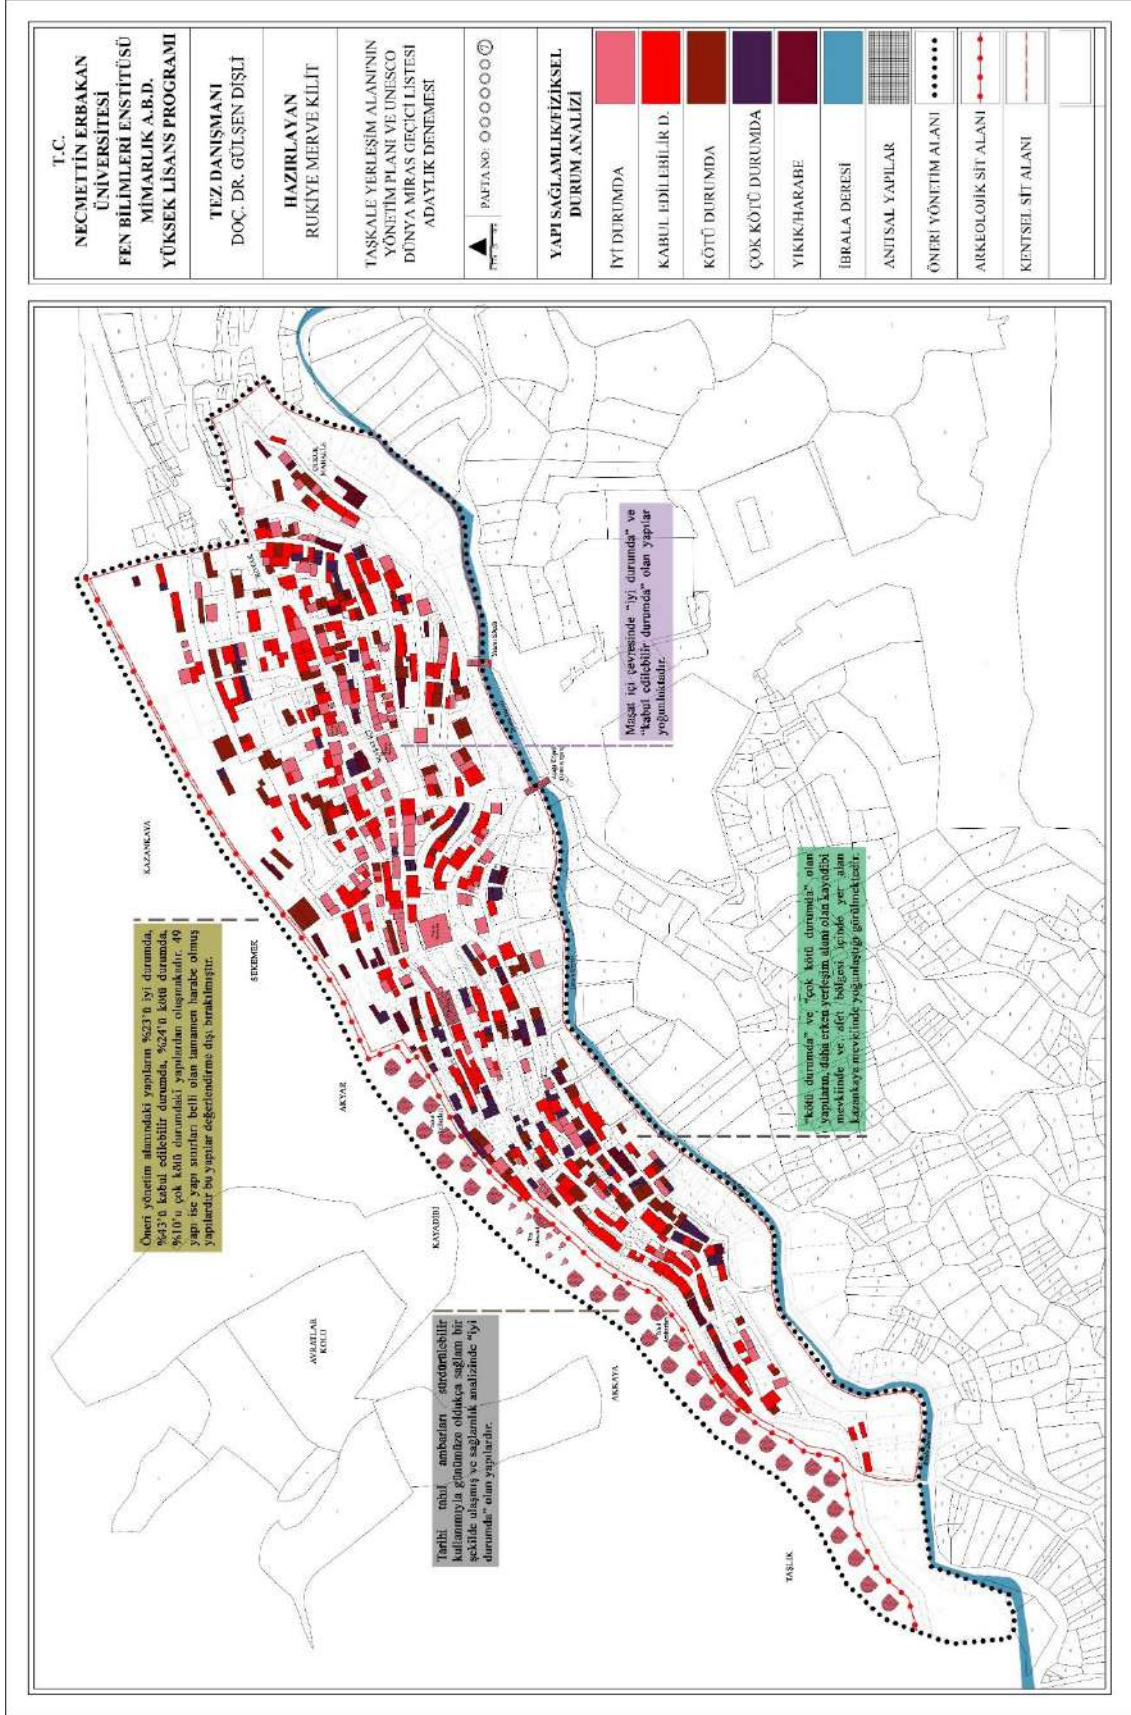 T.C.
NECMETTİN ERBAKAN
ÜNİVERSİTESİ
FEN BİLİMLERİ ENSTİTÜSÜ
MİMARLIK A.B.D.
YÜKSEK LİSANS PROGRAMI
TEZ DANIŞMANI
DOÇ. DR. GÜLŞEN DİŞLİ
HAZIRLAYAN
RUKİYE MERVE KİLİT
TAŞKALE YERLEŞİM ALANI'NIN
YÖNETİM PLANI VE UNESCO
DÜNYA MİRAS GEÇİCİ LİSTESİ
ADAYLIK DENEMESİ
PAFTA NO: 7
YAPI SAĞLAMLIK/FİZİKSEL
DURUM ANALİZİ
İYİ DURUMDA
KABUL EDİLEBİLİR D.
KÖTÜ DURUMDA
ÇOK KÖTÜ DURUMDA
YIKIK/HARABE
İBRALA DERESİ
ANITSAL YAPILAR
ÖNERİ YÖNETİM ALANI
ARKEOLOJİK SİT ALANI
KENTSEL SİT ALANI
KAZANKAYA
SEKEMEK
AKYAR
KAYADİBİ
AVRATLAR
KOLU
AKKAYA
TAŞLIK
Öneri yönetim alanındaki yapıların %23'ü iyi durumda,
%43'ü kabul edilebilir durumda, %24'ü kötü durumda,
%10'u çok kötü durumdaki yapılardan oluşmakadır. 49
yapı ise yapı sınırları belli olan tamamen harabe olmuş
yapılardır bu yapılar değerlendirme dışı bırakılmıştır.
Tarihi tahıl ambarları sürdürülebilir
kullanımıyla günümüze oldukça sağlam bir
şekilde ulaşmış ve sağlamlık analizinde "iyi
durumda" olan yapılardır.
Maşat içi çevresinde "iyi durumda" ve
"kabul edilebilir durumda" olan yapılar
yoğunluktadır.
"kötü durumda" ve "çok kötü durumda" olan
yapıların, daha erken yerleşim alanı olan kayadibi
mevkiinde ve afet bölgesi içinde yer alan
kazankaya mevkiinde yoğunlaştığı görülmektedir.